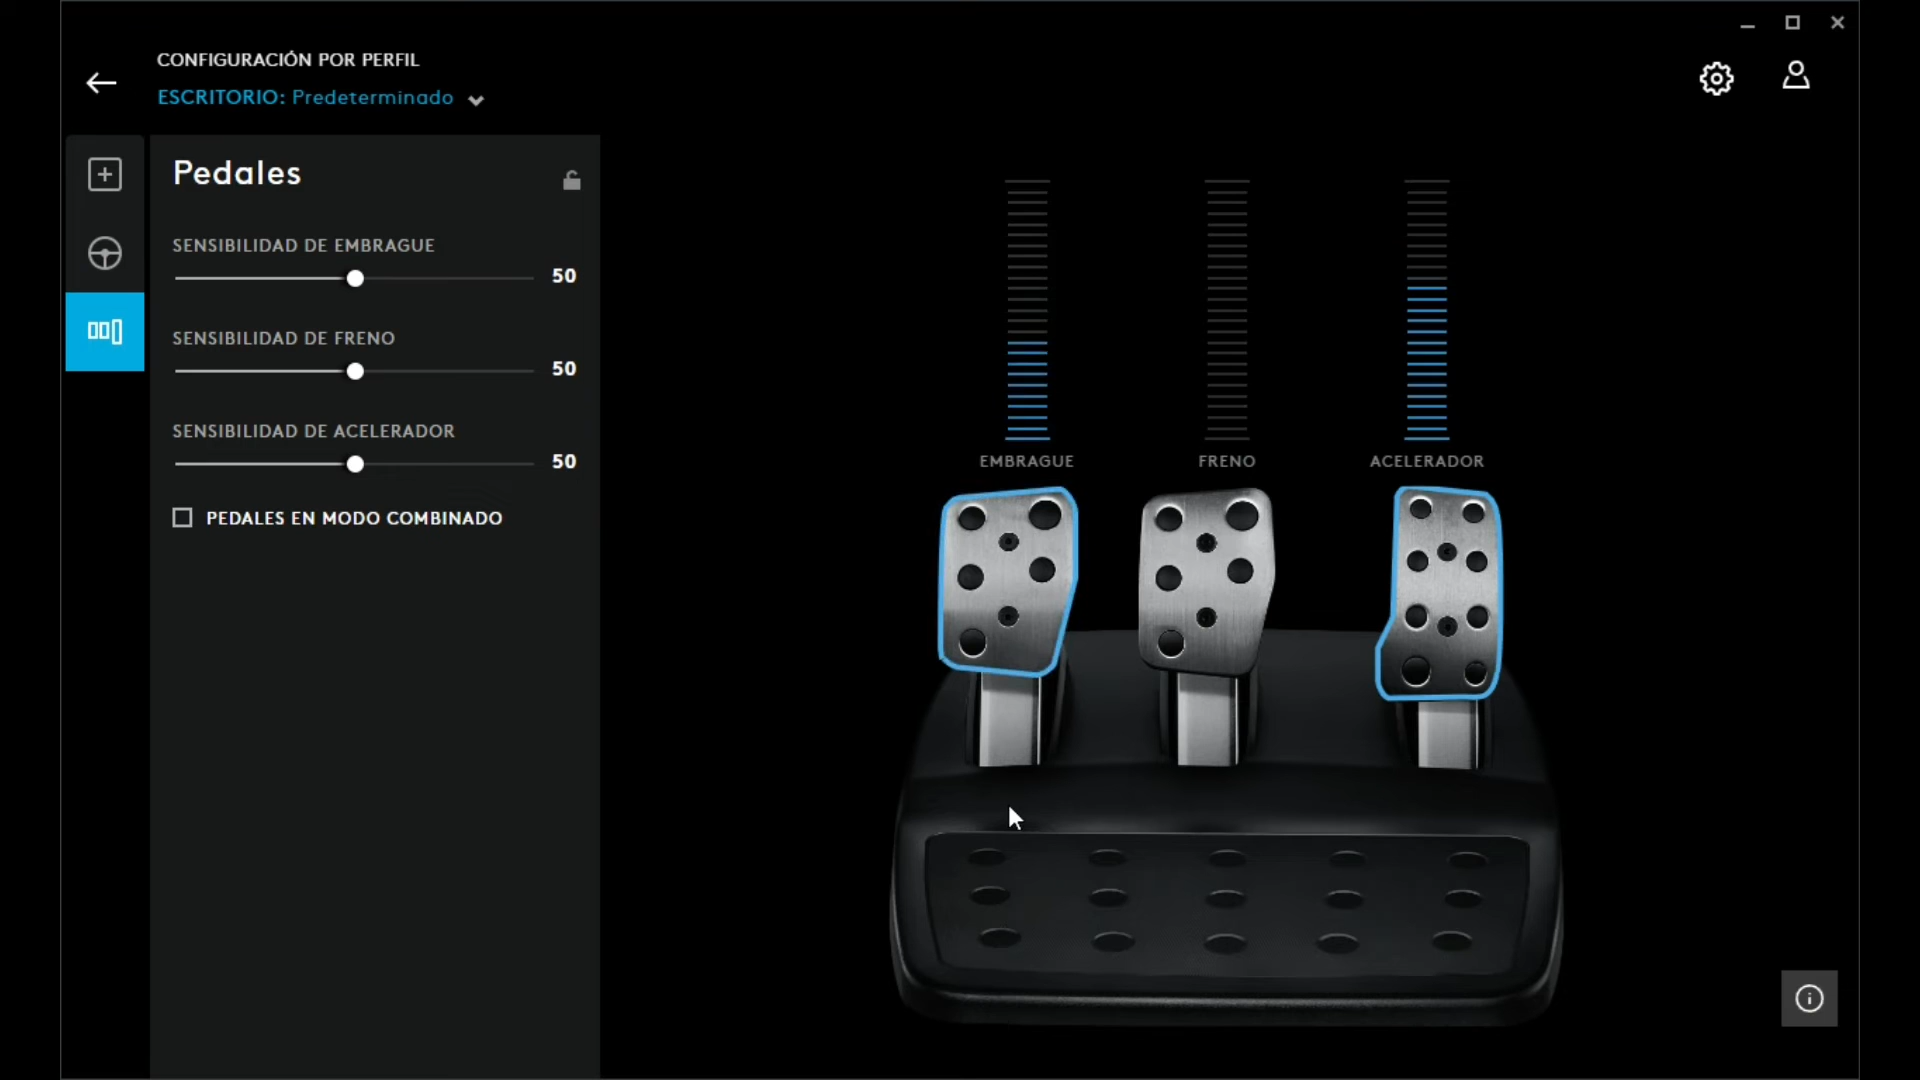 CONFIGURACIÓN POR PERFIL
ESCRITORIO: Predeterminado
Pedales
SENSIBILIDAD DE EMBRAGUE
50
SENSIBILIDAD DE FRENO
50
SENSIBILIDAD DE ACELERADOR
50
PEDALES EN MODO COMBINADO
EMBRAGUE
FRENO
ACELERADOR